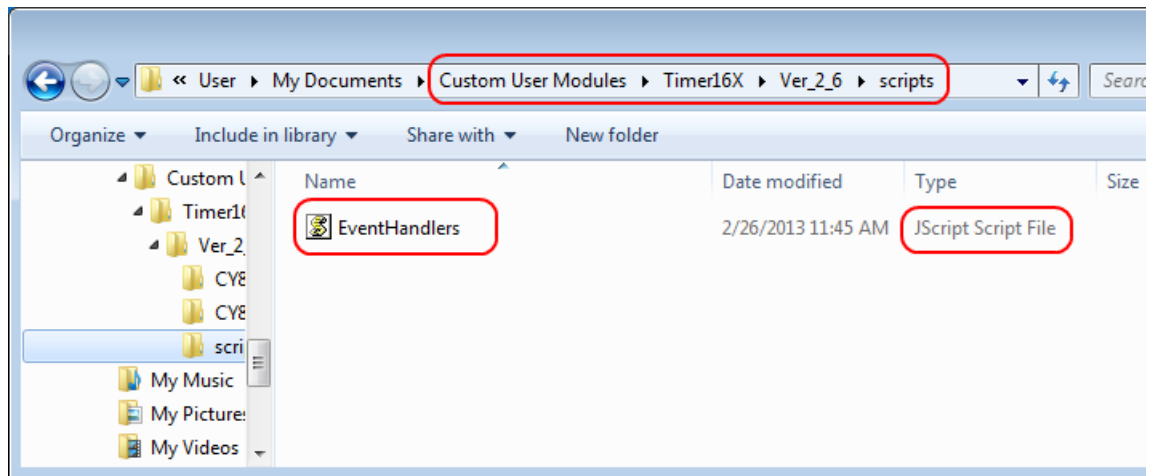 « User ▸ My Documents ▸ Custom User Modules ▸ Timer16X ▸ Ver_2_6 ▸ scripts
Searc
Organize Include in library Share with New folder
Custom U
Name Date modified Type Size
Timer16
EventHandlers 2/26/2013 11:45 AM JScript Script File
Ver_2_
CY8
CY8
scri
My Music
My Pictures
My Videos